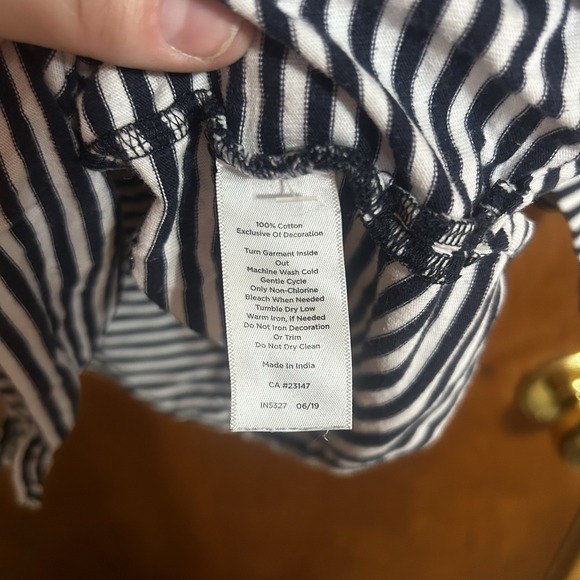 100% Cotton
Exclusive Of Decoration
Turn Garment Inside
Out
Machine Wash Cold
Gentle Cycle
Only Non-Chlorine
Bleach When Needed
Tumble Dry Low
Warm Iron, if Needed
Do Not Iron Decoration
Or Trim
Do Not Dry Clean
Made In India
CA #23147
IN5327 06/19